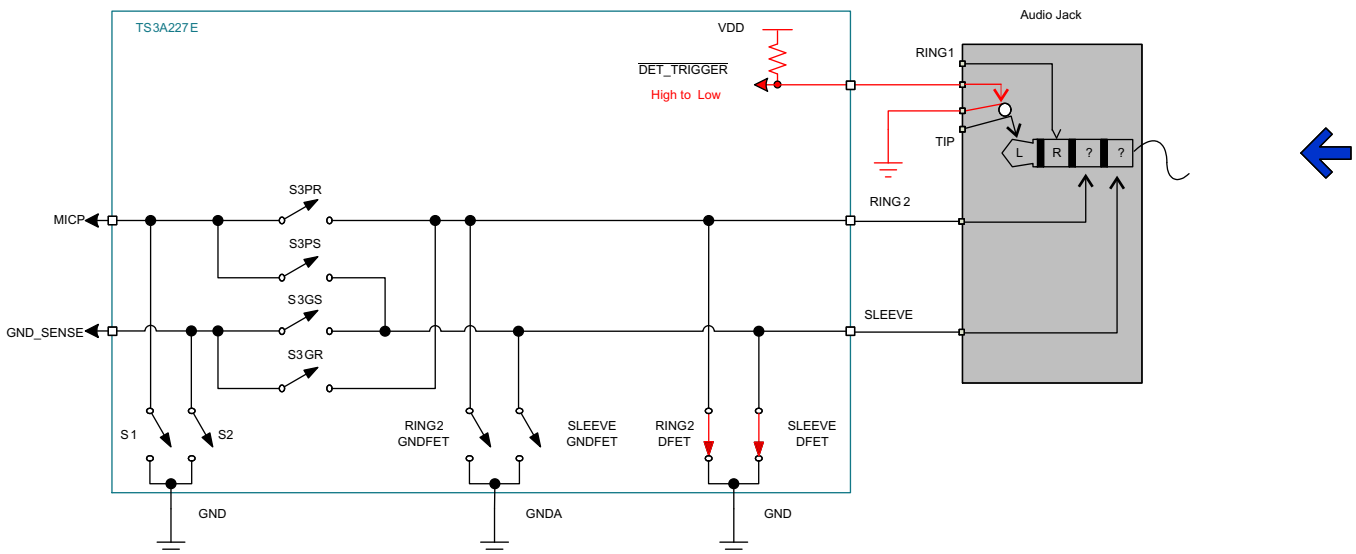 Audio Jack
TS3A227E
VDD
RING1
DET_TRIGGER
High to Low
TIP
L
R
?
?
S3PR
RING2
MICP
S3PS
S3GS
SLEEVE
GND_SENSE
S3GR
S1
S2
RING2
GNDFET
SLEEVE
GNDFET
RING2
DFET
SLEEVE
DFET
GND
GNDA
GND